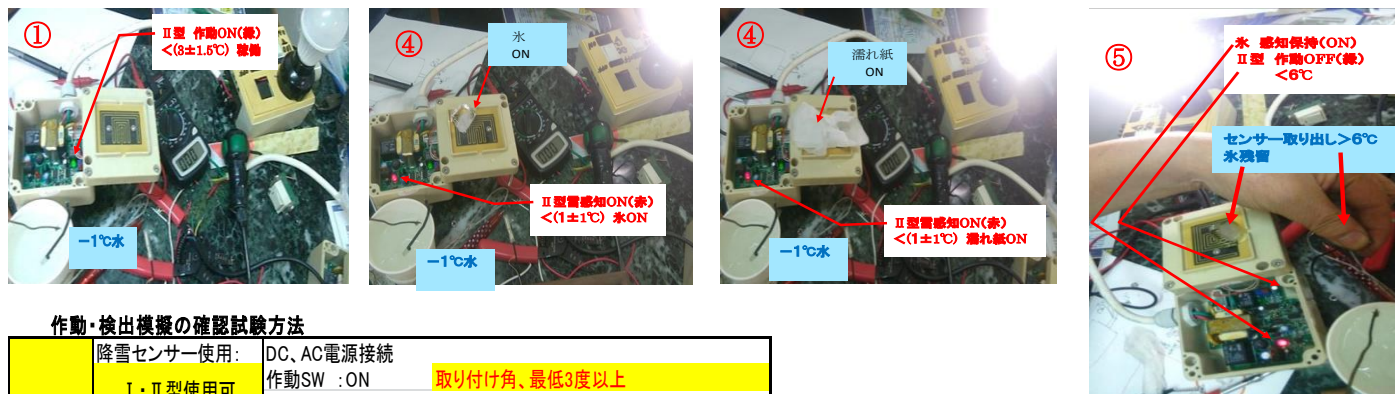 ①
Ⅱ型 作動ON(緑)
<(3±1.5℃) 稼働
-1℃水
④
氷
ON
Ⅱ型雪感知ON(赤)
<(1±1℃) 氷ON
-1℃水
④
濡れ紙
ON
Ⅱ型雪感知ON(赤)
<(1±1℃) 濡れ紙ON
-1℃水
⑤
氷 感知保持(ON)
Ⅱ型 作動OFF(緑)
<6℃
センサー取り出し>6℃
氷残留
作動・検出模擬の確認試験方法
降雪センサー使用: DC、AC電源接続
作動SW :ON 取り付け角、最低3度以上
Ⅰ・Ⅱ型使用可